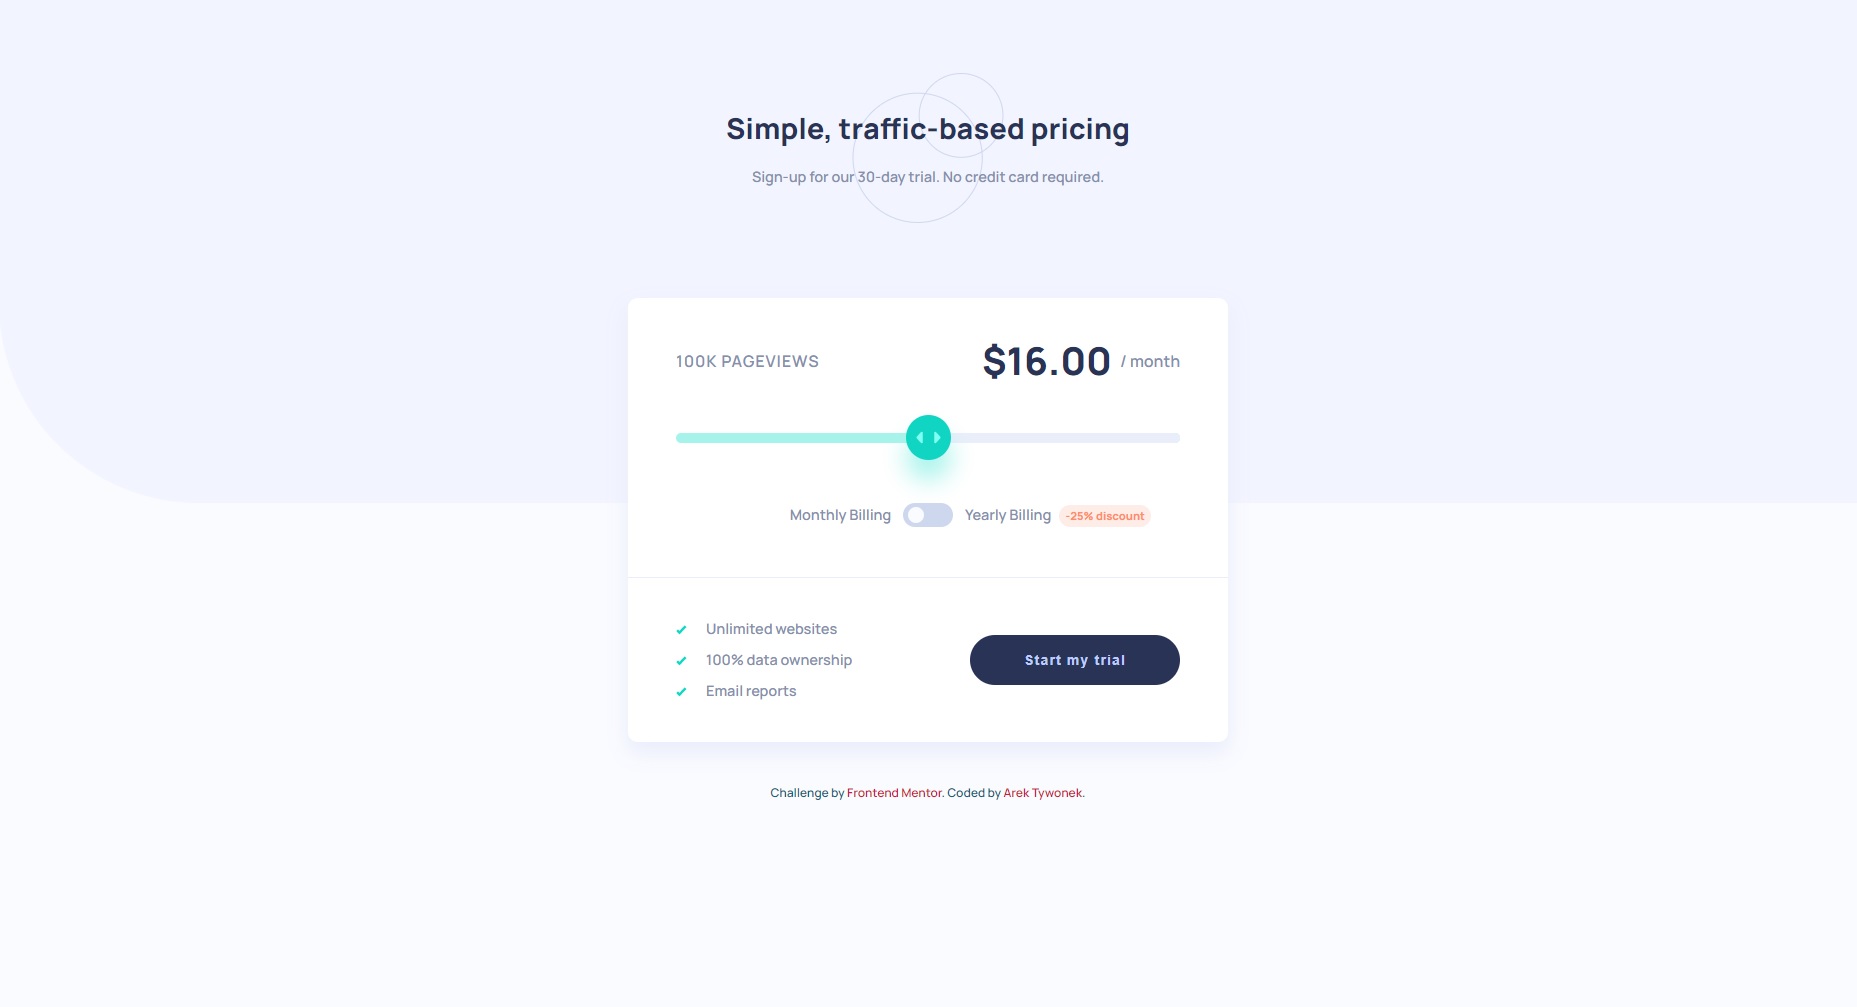 Simple, traffic-based pricing
Sign-up for our 30-day trial. No credit card required.
100K PAGEVIEWS
$16.00 / month
Monthly Billing
Yearly Billing
-25% discount
Unlimited websites
100% data ownership
Email reports
Start my trial
Challenge by Frontend Mentor. Coded by Arek Tywonek.